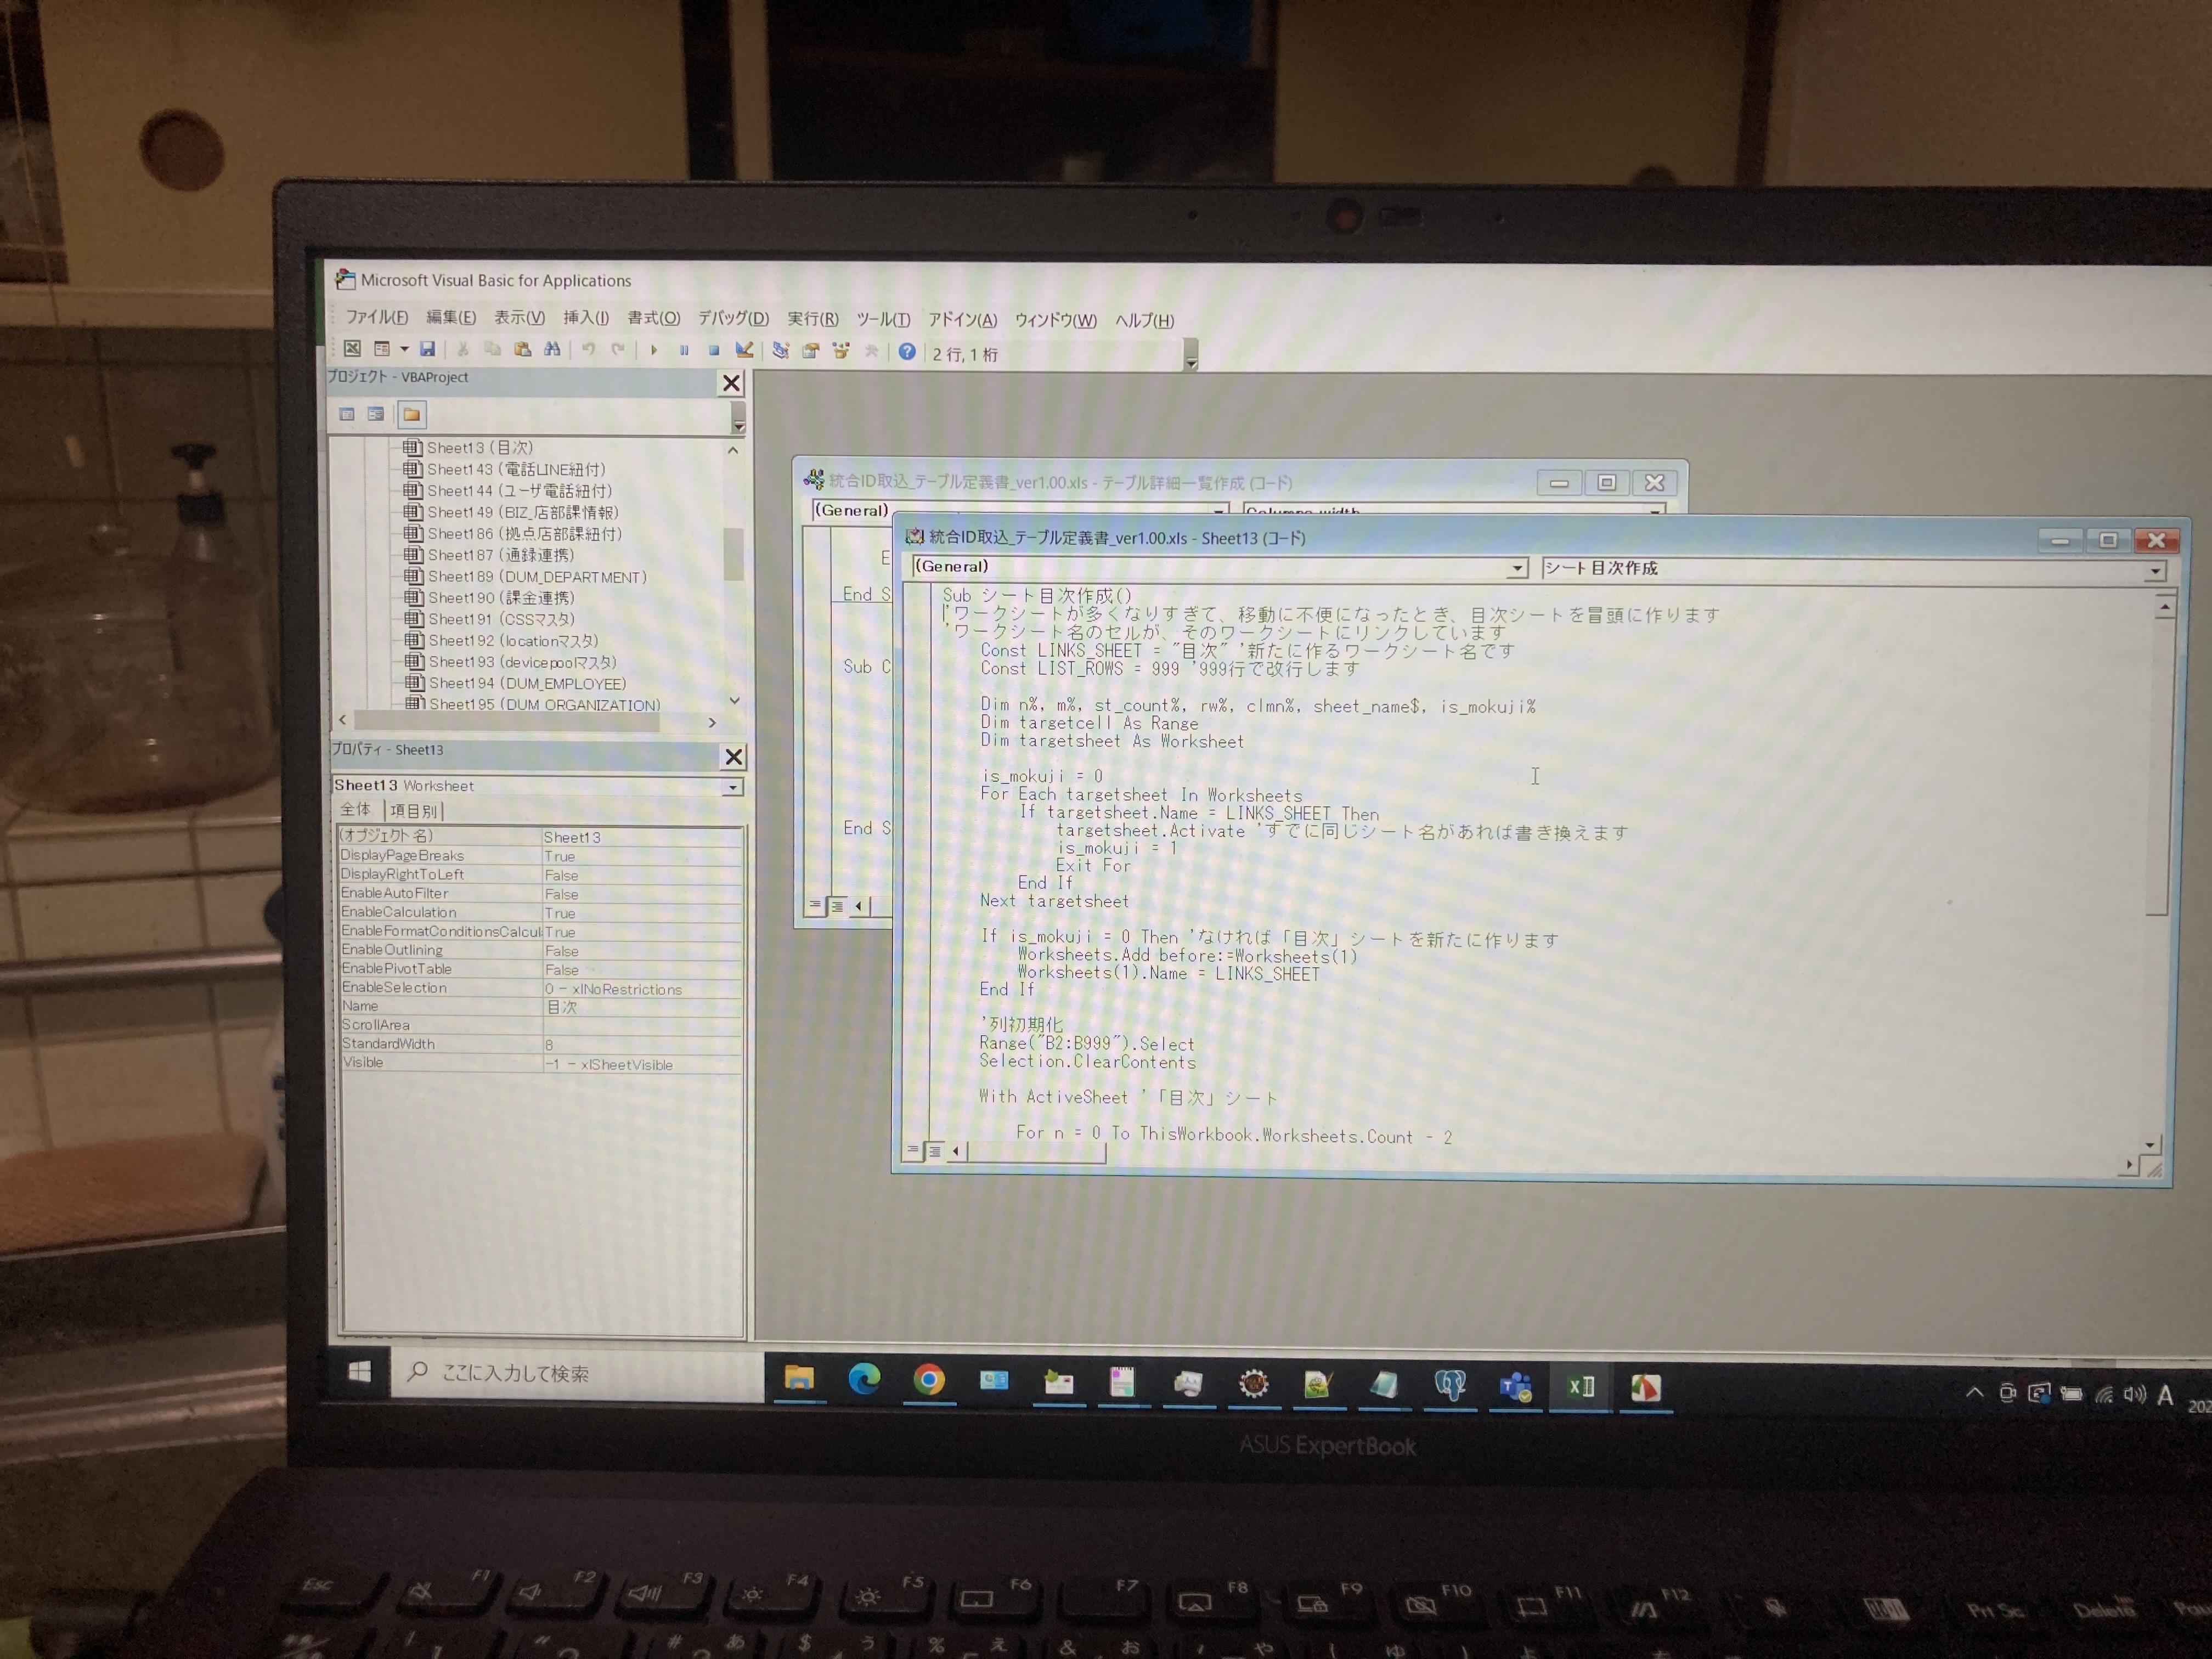 Microsoft Visual Basic for Applications
ファイル(F) 編集(E) 表示(V) 挿入(I) 書式(O) デバッグ(D) 実行(R) ツール(T) アドイン(A) ウィンドウ(W) ヘルプ(H)
2 行, 1 桁
プロジェクト - VBAProject
Sheet13 (目次)
Sheet143 (電話LINE紐付)
Sheet144 (ユーザ電話紐付)
Sheet149 (BIZ_店部課情報)
Sheet186 (拠点店部課紐付)
Sheet187 (通録連携)
Sheet189 (DUM_DEPARTMENT)
Sheet190 (課金連携)
Sheet191 (CSSマスタ)
Sheet192 (locationマスタ)
Sheet193 (devicepoolマスタ)
Sheet194 (DUM_EMPLOYEE)
Sheet195 (DUM_ORGANIZATION)
プロパティ - Sheet13
Sheet13 Worksheet
全体 項目別
(オブジェクト名) Sheet13
DisplayPageBreaks True
DisplayRightToLeft False
EnableAutoFilter False
EnableCalculation True
EnableFormatConditionsCalcul True
EnableOutlining False
EnablePivotTable False
EnableSelection 0 - xlNoRestrictions
Name 目次
ScrollArea
StandardWidth 8
Visible -1 - xlSheetVisible
統合ID取込_テーブル定義書_ver1.00.xls - テーブル詳細一覧作成 (コード)
(General)
E
End S
Sub C
End S
統合ID取込_テーブル定義書_ver1.00.xls - Sheet13 (コード)
(General) シート目次作成
Sub シート目次作成()
'ワークシートが多くなりすぎて、移動に不便になったとき、目次シートを冒頭に作ります
'ワークシート名のセルが、そのワークシートにリンクしています
Const LINKS_SHEET = "目次" '新たに作るワークシート名です
Const LIST_ROWS = 999 '999行で改行します
Dim n%, m%, st_count%, rw%, clmn%, sheet_name$, is_mokuji%
Dim targetcell As Range
Dim targetsheet As Worksheet
is_mokuji = 0
For Each targetsheet In Worksheets
If targetsheet.Name = LINKS_SHEET Then
targetsheet.Activate 'すでに同じシート名があれば書き換えます
is_mokuji = 1
Exit For
End If
Next targetsheet
If is_mokuji = 0 Then 'なければ「目次」シートを新たに作ります
Worksheets.Add before:=Worksheets(1)
Worksheets(1).Name = LINKS_SHEET
End If
'列初期化
Range("B2:B999").Select
Selection.ClearContents
With ActiveSheet '「目次」シート
For n = 0 To ThisWorkbook.Worksheets.Count - 2
ここに入力して検索
A
202
ASUS ExpertBook
Esc F1 F2 F3 F4 F5 F6 F7 F8 F9 F10 F11 F12 Prt Sc Delete
# あ $ う % え & お や ゆ よ